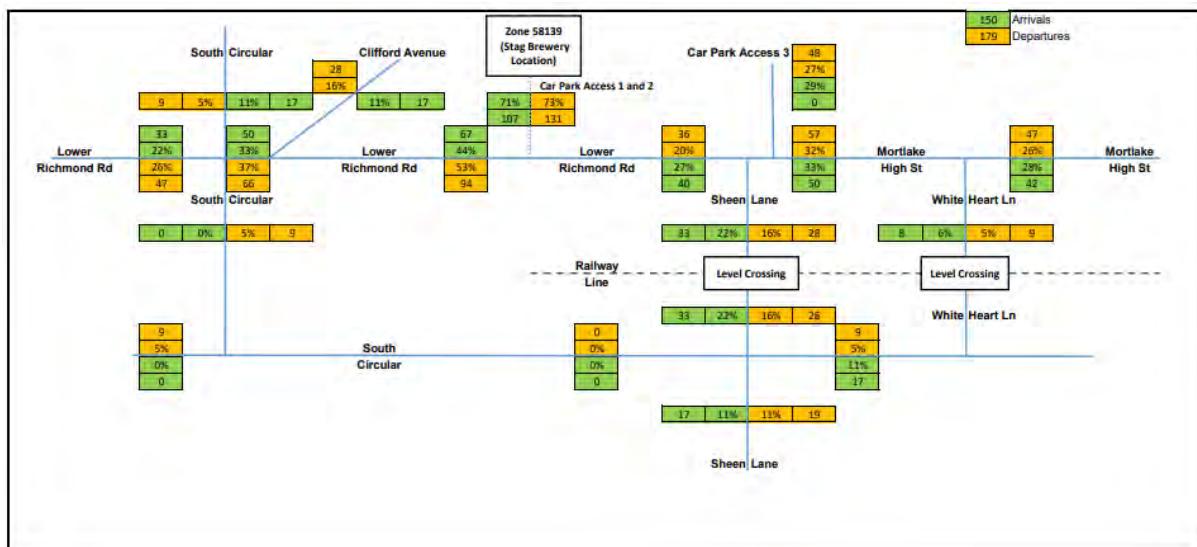 150 Arrivals
179 Departures
Zone 58139
(Stag Brewery
Location)
South Circular
Clifford Avenue
Car Park Access 3
48
27%
29%
0
28
16%
Car Park Access 1 and 2
9 5% 11% 17
11% 17
71% 73%
107 131
33
22%
26%
47
50
33%
37%
66
67
44%
53%
94
36
20%
27%
40
57
32%
33%
50
47
26%
28%
42
Lower
Richmond Rd
Lower
Richmond Rd
Lower
Richmond Rd
Mortlake
High St
Mortlake
High St
South Circular
Sheen Lane
White Heart Ln
0 0% 5% 9
33 22% 16% 28
8 6% 5% 9
Railway
Line
Level Crossing
Level Crossing
33 22% 16% 28
White Heart Ln
9
5%
0%
0
South
Circular
0
0%
0%
0
9
5%
11%
17
17 11% 11% 19
Sheen Lane